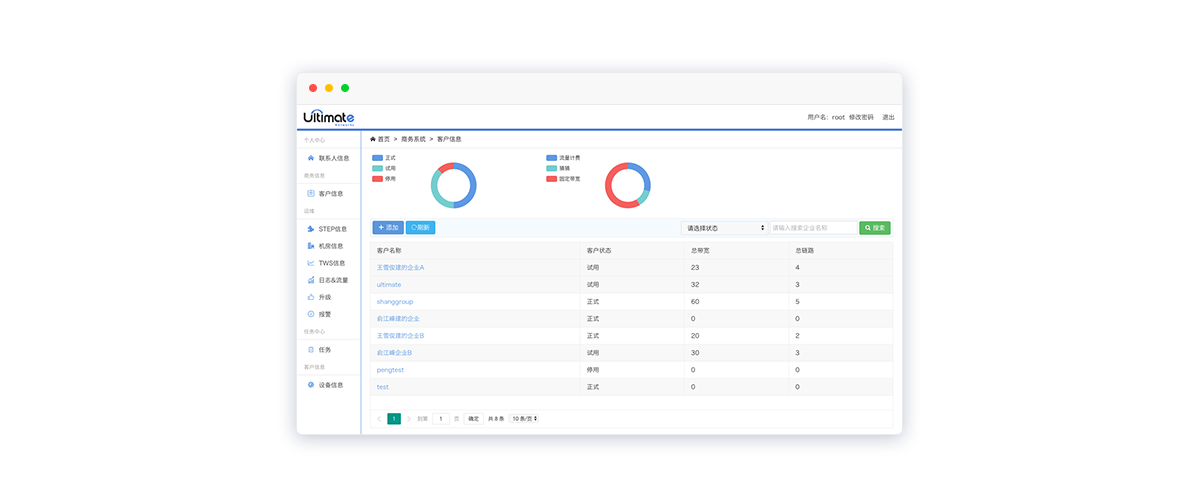 Ultimate
Networks
用户名: root 修改密码 退出
个人中心
联系人信息
商务信息
客户信息
运维
STEP信息
机房信息
TWS信息
日志&流量
升级
报警
任务中心
任务
客户信息
设备信息
首页 > 商务系统 > 客户信息
正式
试用
停用
流量计费
猜猜
固定带宽
添加 刷新 请选择状态 请输入搜索企业名称 搜索
客户名称 客户状态 总带宽 总链路
王雪俊建的企业A 试用 23 4
ultimate 试用 32 3
shanggroup 正式 60 5
俞江峰建的企业 正式 0 0
王雪俊建的企业B 正式 20 2
俞江峰企业B 试用 30 3
pengtest 停用 0 0
test 正式 0 0
1 到第 1 页 确定 共 8 条 10 条/页